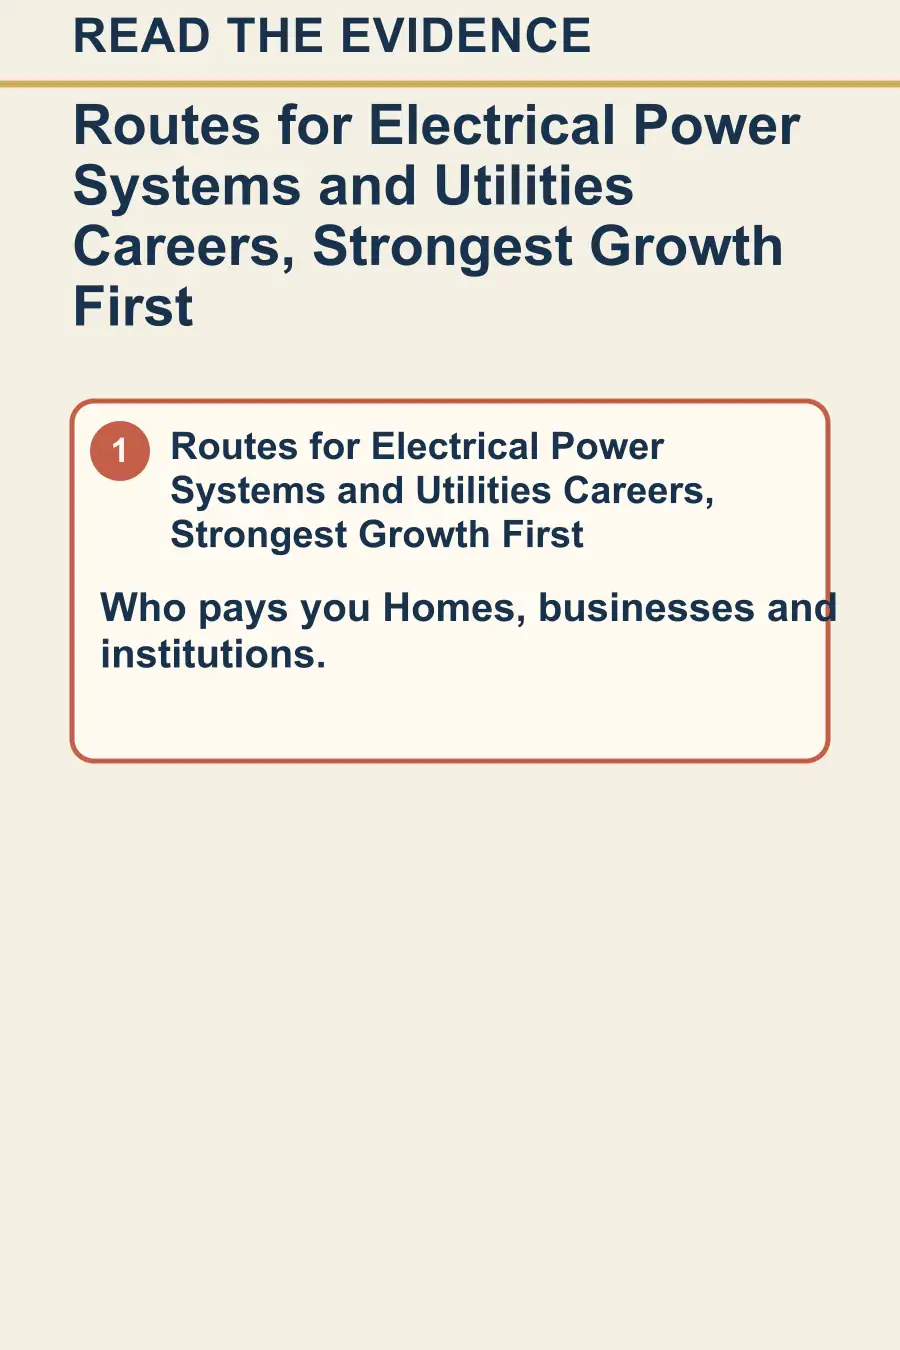 READ THE EVIDENCE
Routes for Electrical Power
Systems and Utilities
Careers, Strongest Growth
First
1
Routes for Electrical Power
Systems and Utilities Careers,
Strongest Growth First
Who pays you Homes, businesses and
institutions.